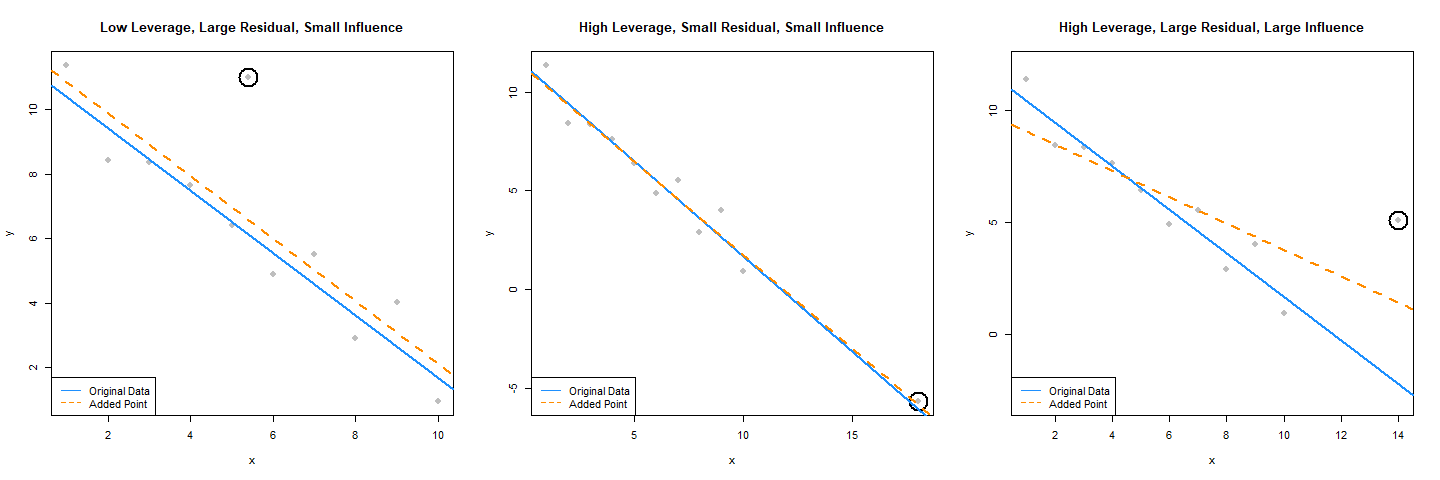 Low Leverage, Large Residual, Small Influence
10
8
6
4
2
y
Original Data
Added Point
2 4 6 8 10
x
High Leverage, Small Residual, Small Influence
10
5
0
-5
y
Original Data
Added Point
5 10 15
x
High Leverage, Large Residual, Large Influence
10
5
0
y
Original Data
Added Point
2 4 6 8 10 12 14
x